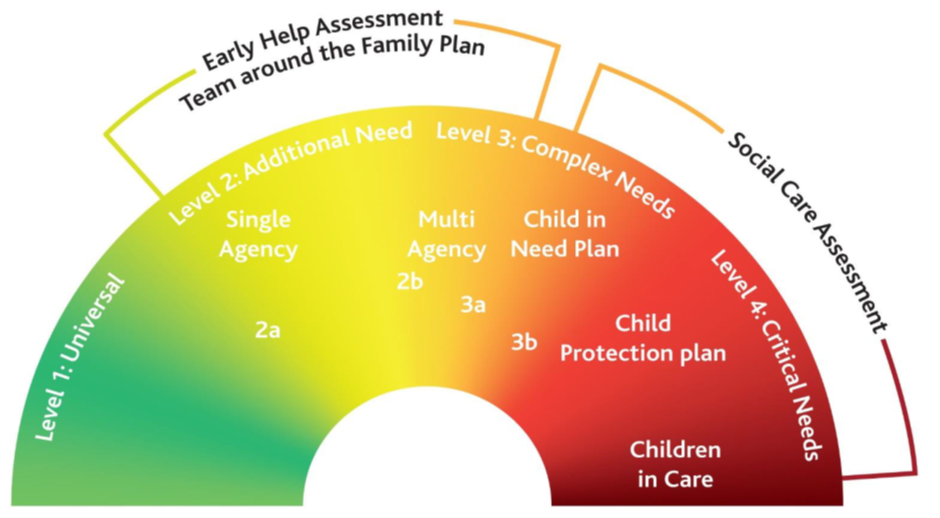 Early Help Assessment
Team around the Family Plan
Social Care Assessment
Level 1: Universal
Level 2: Additional Need
Level 3: Complex Needs
Level 4: Critical Needs
Single
Agency
2a
Multi
Agency
2b
3a
Child in
Need Plan
3b
Child
Protection plan
Children
in Care